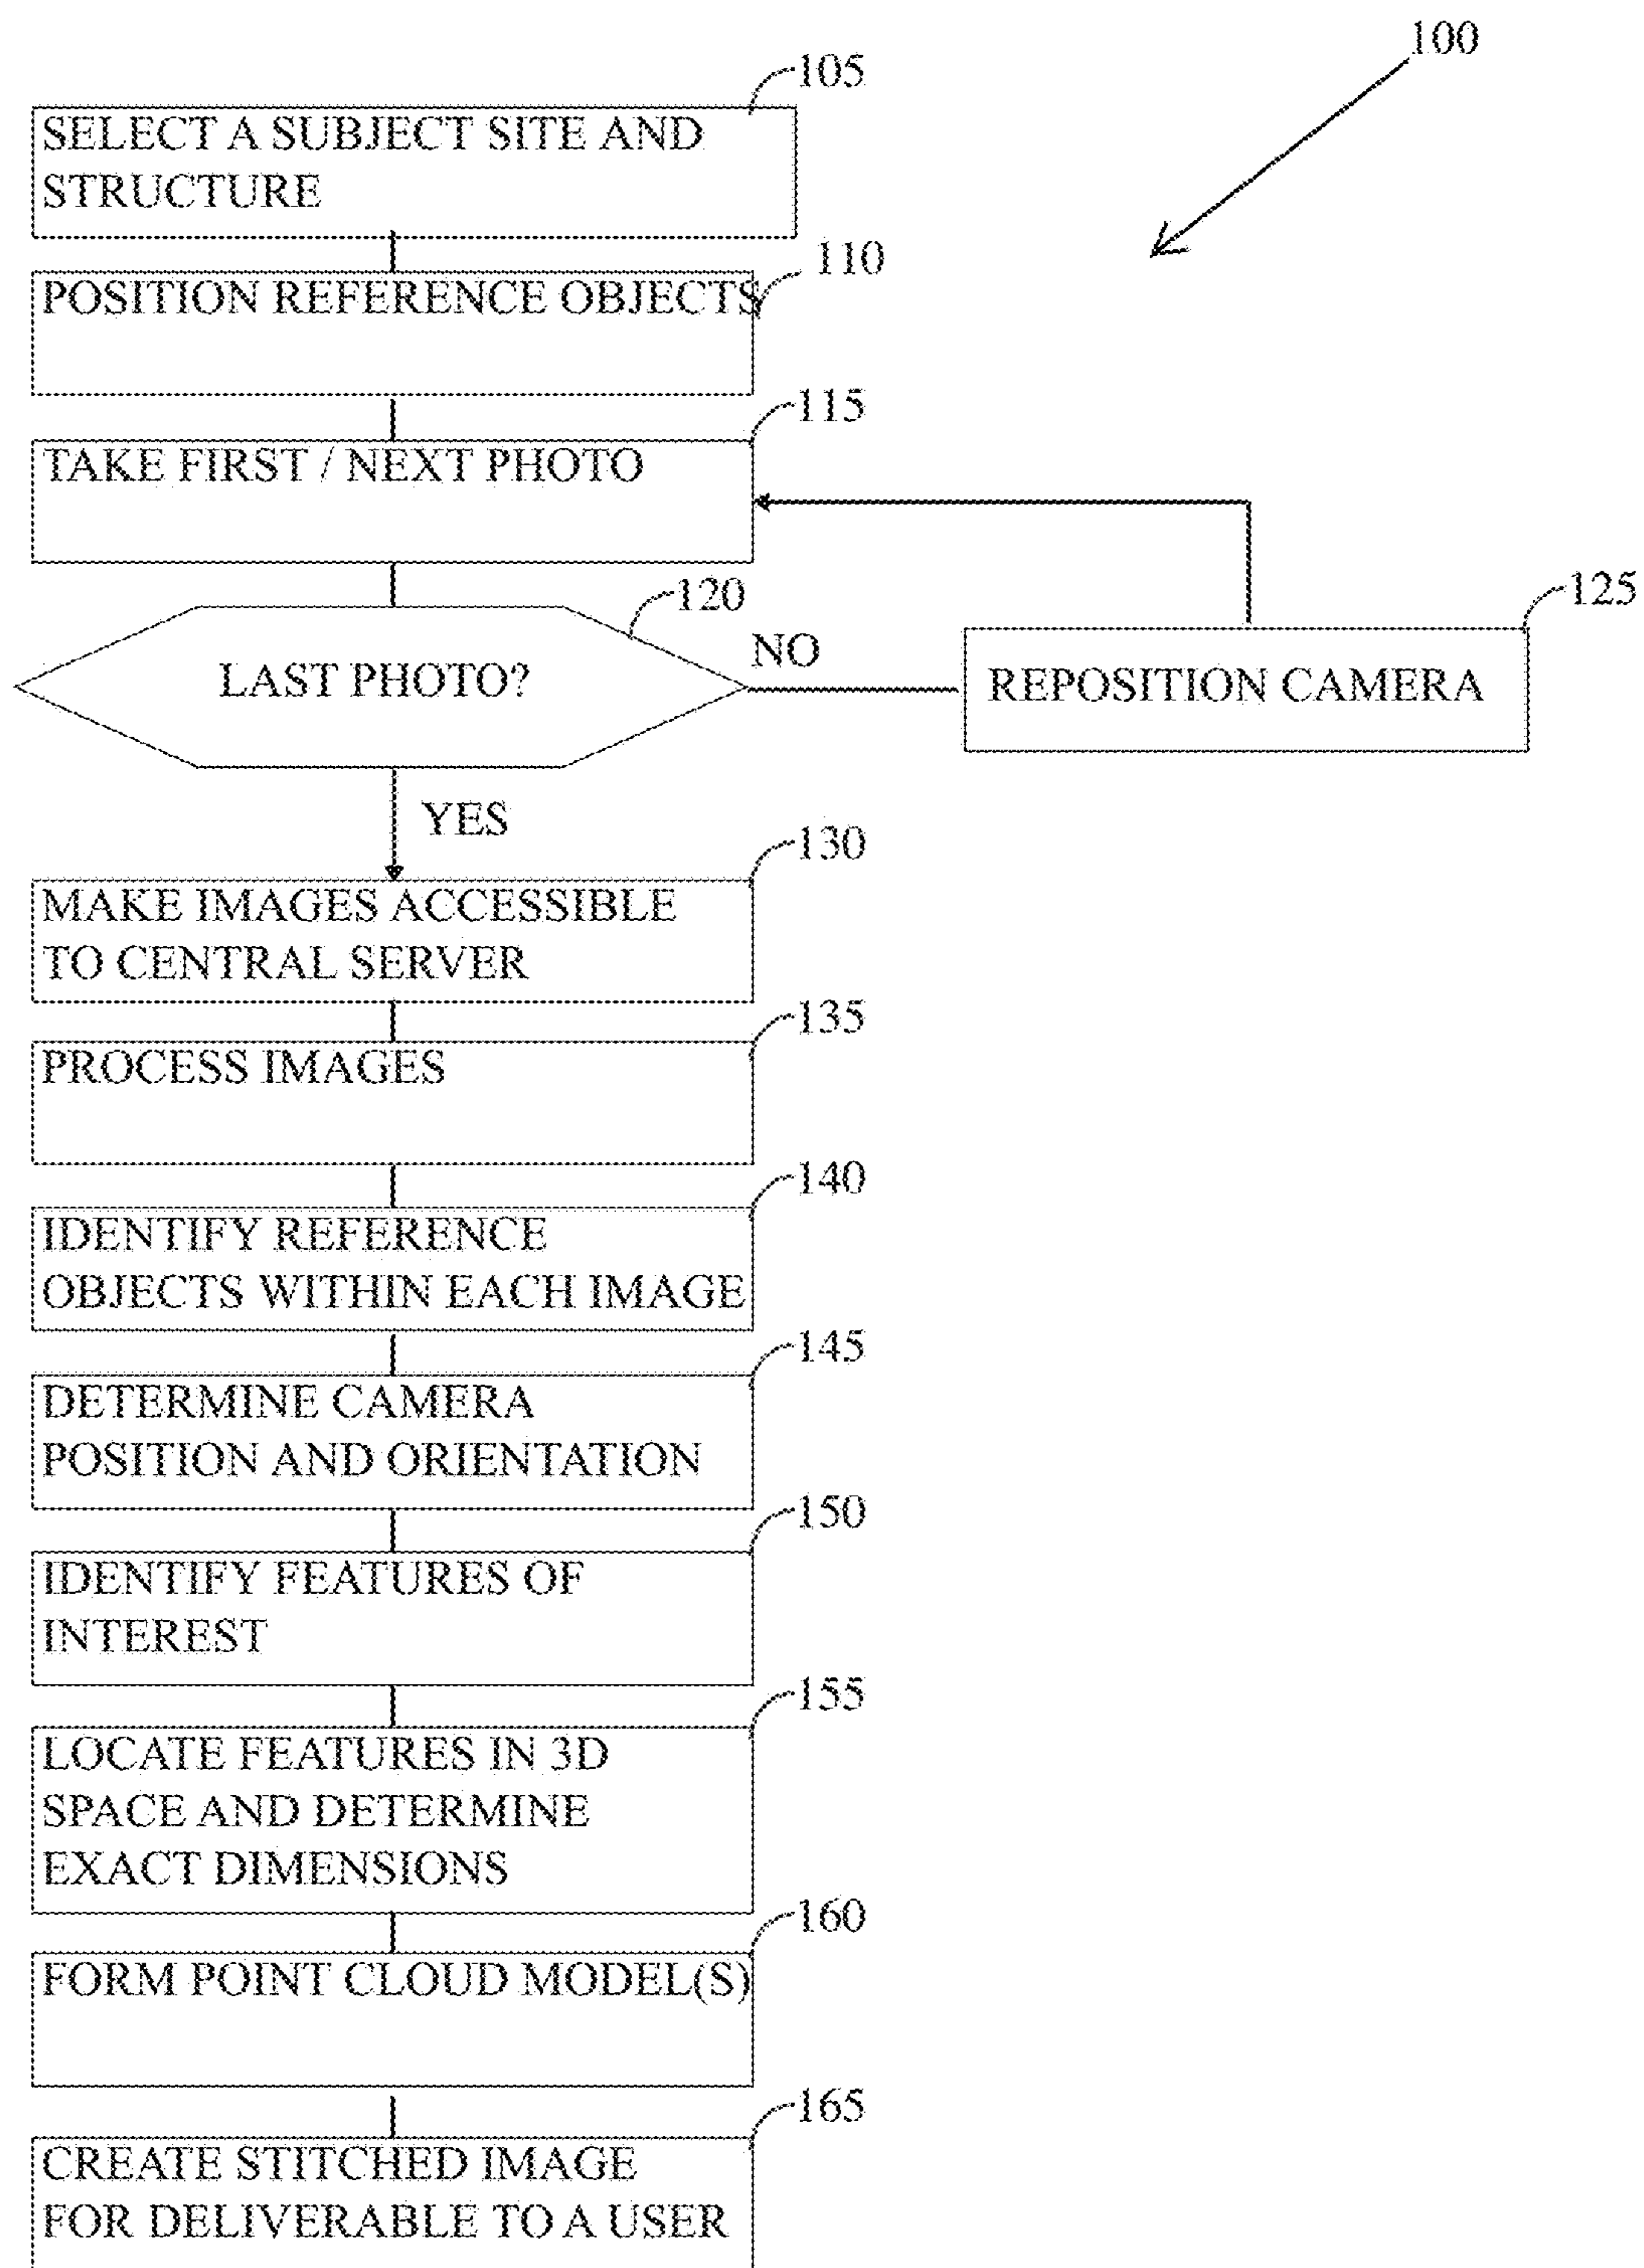 100
105
SELECT A SUBJECT SITE AND
STRUCTURE
110
POSITION REFERENCE OBJECTS
115
TAKE FIRST / NEXT PHOTO
120
LAST PHOTO?
NO
125
REPOSITION CAMERA
YES
130
MAKE IMAGES ACCESSIBLE
TO CENTRAL SERVER
135
PROCESS IMAGES
140
IDENTIFY REFERENCE
OBJECTS WITHIN EACH IMAGE
145
DETERMINE CAMERA
POSITION AND ORIENTATION
150
IDENTIFY FEATURES OF
INTEREST
155
LOCATE FEATURES IN 3D
SPACE AND DETERMINE
EXACT DIMENSIONS
160
FORM POINT CLOUD MODEL(S)
165
CREATE STITCHED IMAGE
FOR DELIVERABLE TO A USER